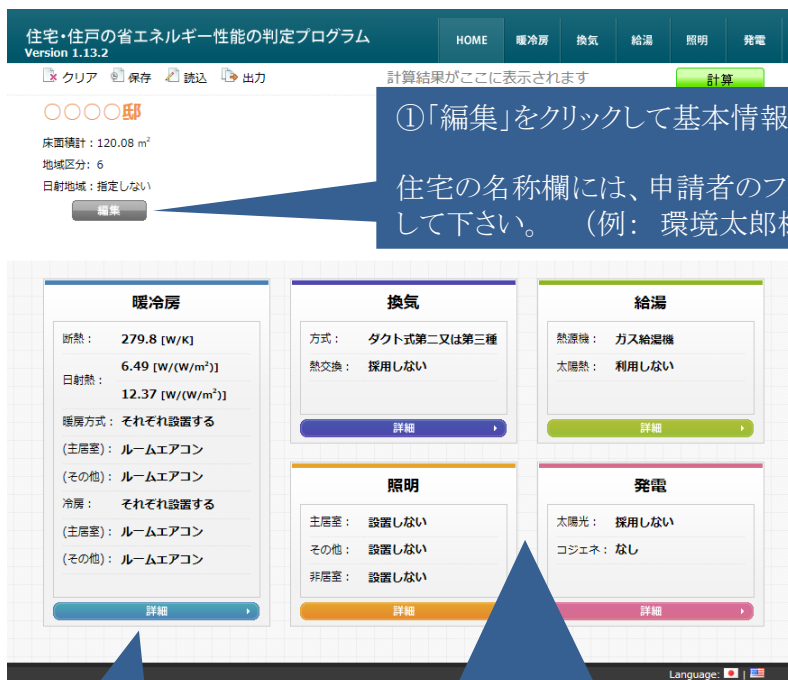 住宅・住戸の省エネルギー性能の判定プログラム
Version 1.13.2
HOME 暖冷房 換気 給湯 照明 発電
クリア 保存 読込 出力
計算結果がここに表示されます
計算
〇〇〇〇邸
床面積計：120.08 m²
地域区分：6
日射地域：指定しない
編集
①「編集」をクリックして基本情報
住宅の名称欄には、申請者のフ
して下さい。 （例： 環境太郎様
暖冷房
断熱： 279.8 [W/K]
日射熱： 6.49 [W/(W/m²)]
12.37 [W/(W/m²)]
暖房方式： それぞれ設置する
(主居室)： ルームエアコン
(その他)： ルームエアコン
冷房： それぞれ設置する
(主居室)： ルームエアコン
(その他)： ルームエアコン
詳細
換気
方式： ダクト式第二又は第三種
熱交換： 採用しない
詳細
給湯
熱源機： ガス給湯機
太陽熱： 利用しない
詳細
照明
主居室： 設置しない
その他： 設置しない
非居室： 設置しない
詳細
発電
太陽光： 採用しない
コジェネ： なし
詳細
Language: |